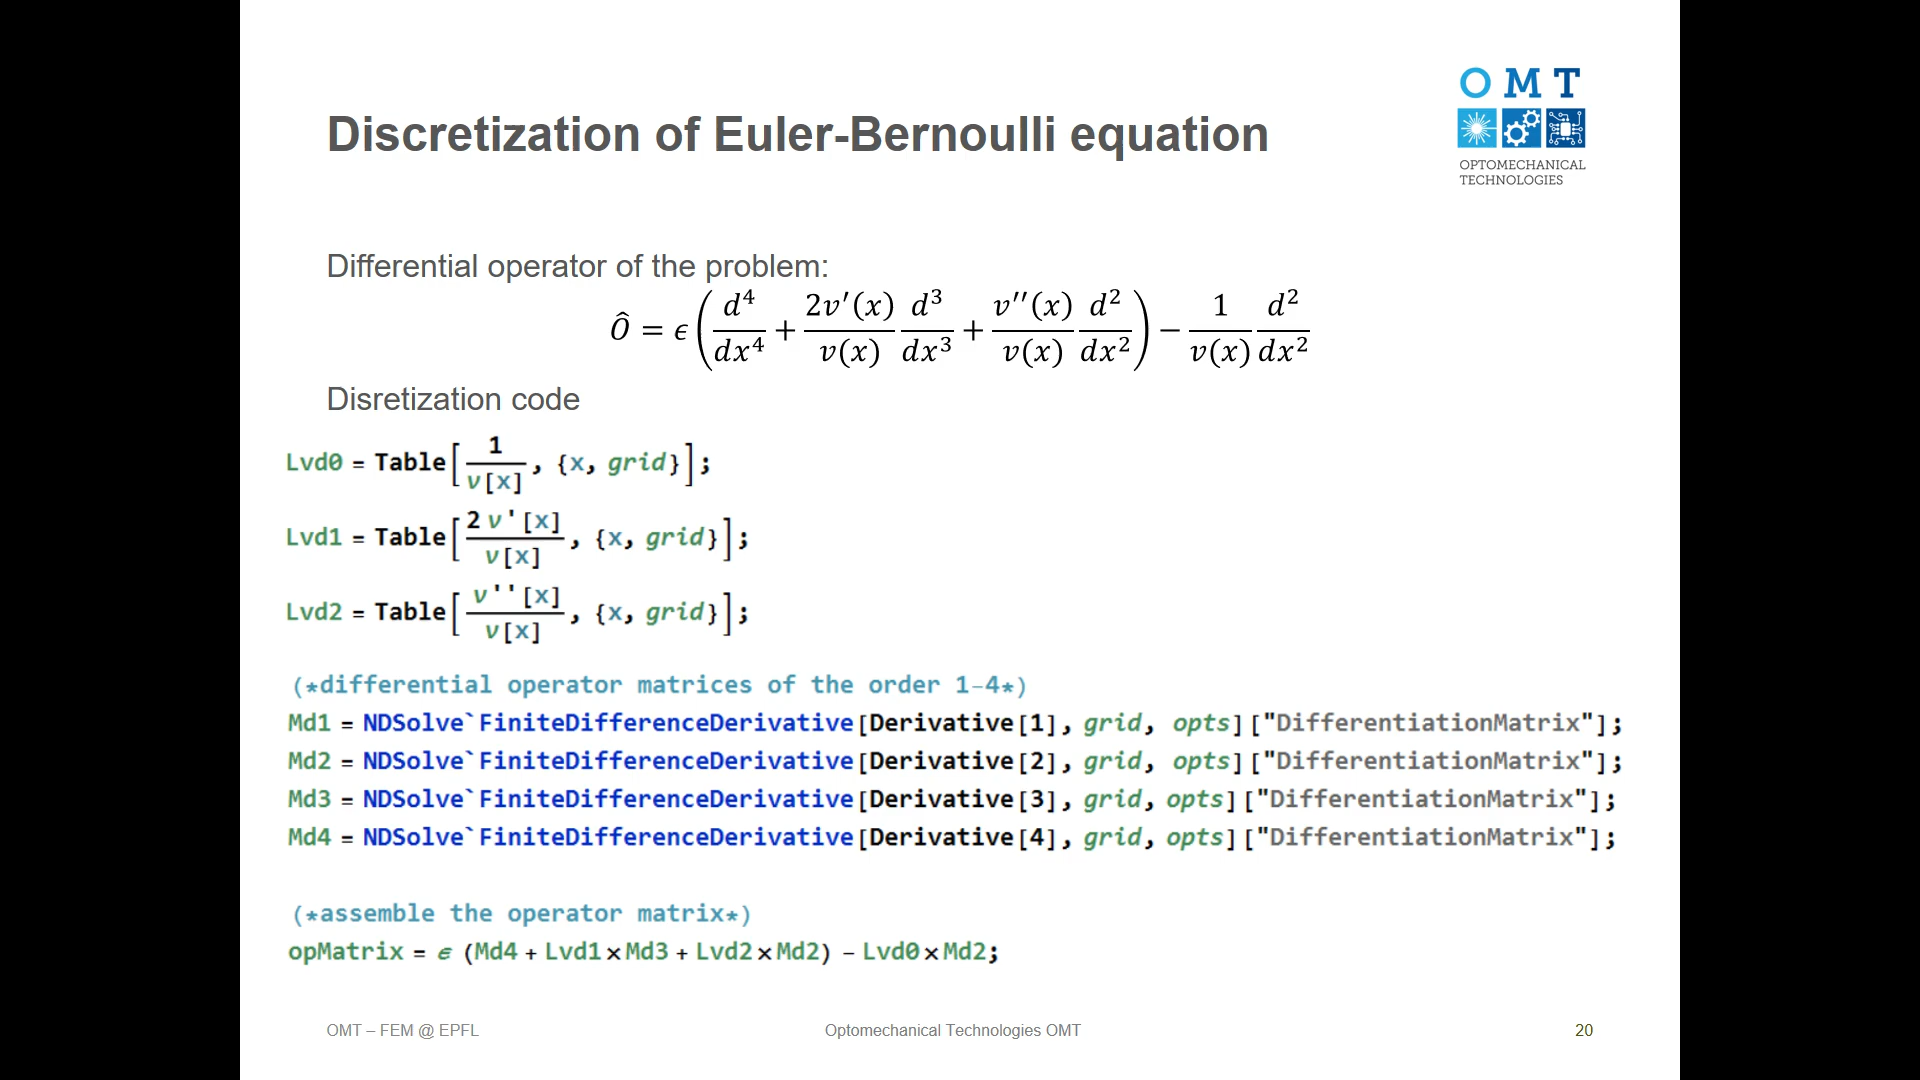 O M T
OPTOMECHANICAL
TECHNOLOGIES
Discretization of Euler-Bernoulli equation
Differential operator of the problem:
Ô = ϵ ( d⁴/dx⁴ + 2v′(x)/v(x) d³/dx³ + v′′(x)/v(x) d²/dx² ) − 1/v(x) d²/dx²
Disretization code
Lvd0 = Table[1/ν[x], {x, grid}];
Lvd1 = Table[2 ν'[x]/ν[x], {x, grid}];
Lvd2 = Table[ν''[x]/ν[x], {x, grid}];
(*differential operator matrices of the order 1-4*)
Md1 = NDSolve`FiniteDifferenceDerivative[Derivative[1], grid, opts]["DifferentiationMatrix"];
Md2 = NDSolve`FiniteDifferenceDerivative[Derivative[2], grid, opts]["DifferentiationMatrix"];
Md3 = NDSolve`FiniteDifferenceDerivative[Derivative[3], grid, opts]["DifferentiationMatrix"];
Md4 = NDSolve`FiniteDifferenceDerivative[Derivative[4], grid, opts]["DifferentiationMatrix"];
(*assemble the operator matrix*)
opMatrix = ϵ (Md4 + Lvd1 × Md3 + Lvd2 × Md2) - Lvd0 × Md2;
OMT – FEM @ EPFL
Optomechanical Technologies OMT
20